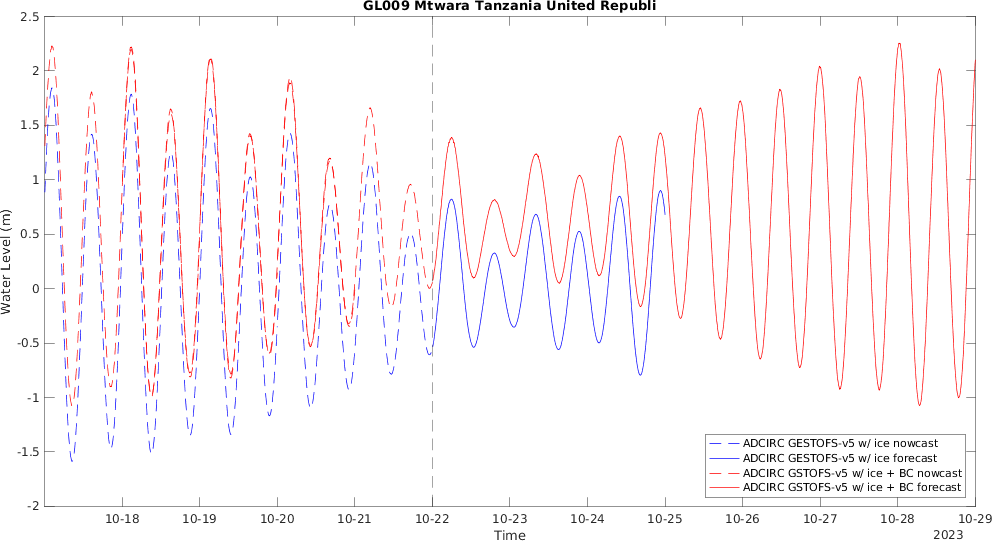 GL009 Mtwara Tanzania United Republi
2.5
2
1.5
1
0.5
0
-0.5
-1
-1.5
-2
Water Level (m)
ADCIRC GESTOFS-v5 w/ ice nowcast
ADCIRC GESTOFS-v5 w/ ice forecast
ADCIRC GSTOFS-v5 w/ ice + BC nowcast
ADCIRC GSTOFS-v5 w/ ice + BC forecast
10-18 10-19 10-20 10-21 10-22 10-23 10-24 10-25 10-26 10-27 10-28 10-29
Time
2023